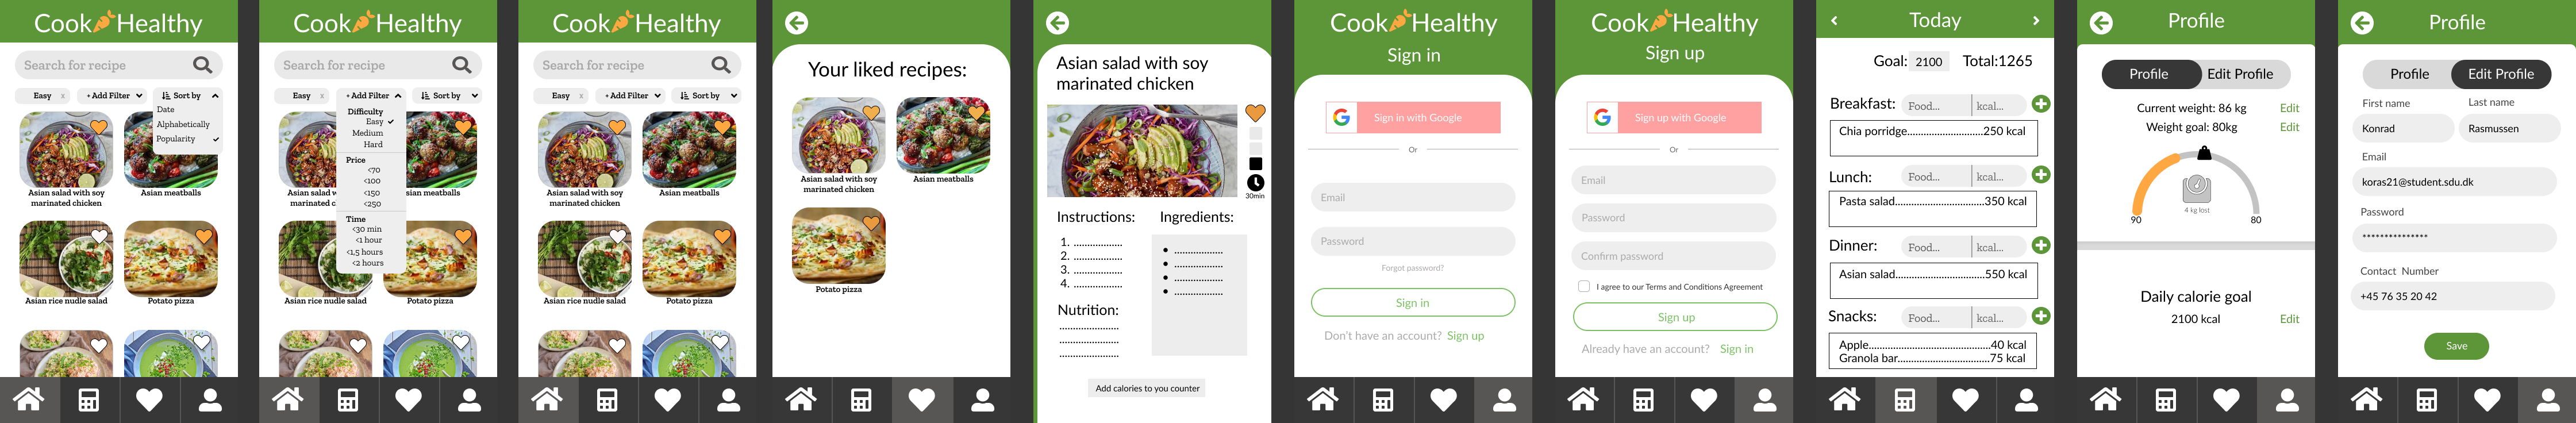 Cook Healthy
Search for recipe
Easy x
+Add Filter
Sort by
Date
Alphabetically
Popularity
Asian salad with soy
marinated chicken
Asian meatballs
Asian rice nudle salad
Potato pizza
Cook Healthy
Search for recipe
Easy x
+Add Filter
Sort by
Difficulty
Easy
Medium
Hard
Price
<70
<100
<150
<250
Time
<30 min
<1 hour
<1,5 hours
<2 hours
Asian salad w
marinated c
sian meatballs
Asian rice nudle salad
Potato pizza
Cook Healthy
Search for recipe
Easy x
+Add Filter
Sort by
Asian salad with soy
marinated chicken
Asian meatballs
Asian rice nudle salad
Potato pizza
Your liked recipes:
Asian salad with soy
marinated chicken
Asian meatballs
Potato pizza
Asian salad with soy
marinated chicken
30min
Instructions:
1. ..................
2. ..................
3. ..................
4. ..................
Ingredients:
• ..................
• ..................
• ..................
• ..................
Nutrition:
......................
......................
......................
Add calories to you counter
Cook Healthy
Sign in
G Sign in with Google
Or
Email
Password
Forgot password?
Sign in
Don't have an account? Sign up
Cook Healthy
Sign up
G Sign up with Google
Or
Email
Password
Confirm password
I agree to our Terms and Conditions Agreement
Sign up
Already have an account? Sign in
< Today >
Goal: 2100 Total:1265
Breakfast: Food... kcal...
Chia porridge......................250 kcal
Lunch: Food... kcal...
Pasta salad.........................350 kcal
Dinner: Food... kcal...
Asian salad.........................550 kcal
Snacks: Food... kcal...
Apple..................................40 kcal
Granola bar........................75 kcal
Profile
Profile Edit Profile
Current weight: 86 kg Edit
Weight goal: 80kg Edit
4 kg lost
90 80
Daily calorie goal
2100 kcal Edit
Profile
Profile Edit Profile
First name Last name
Konrad Rasmussen
Email
koras21@student.sdu.dk
Password
***************
Contact Number
+45 76 35 20 42
Save